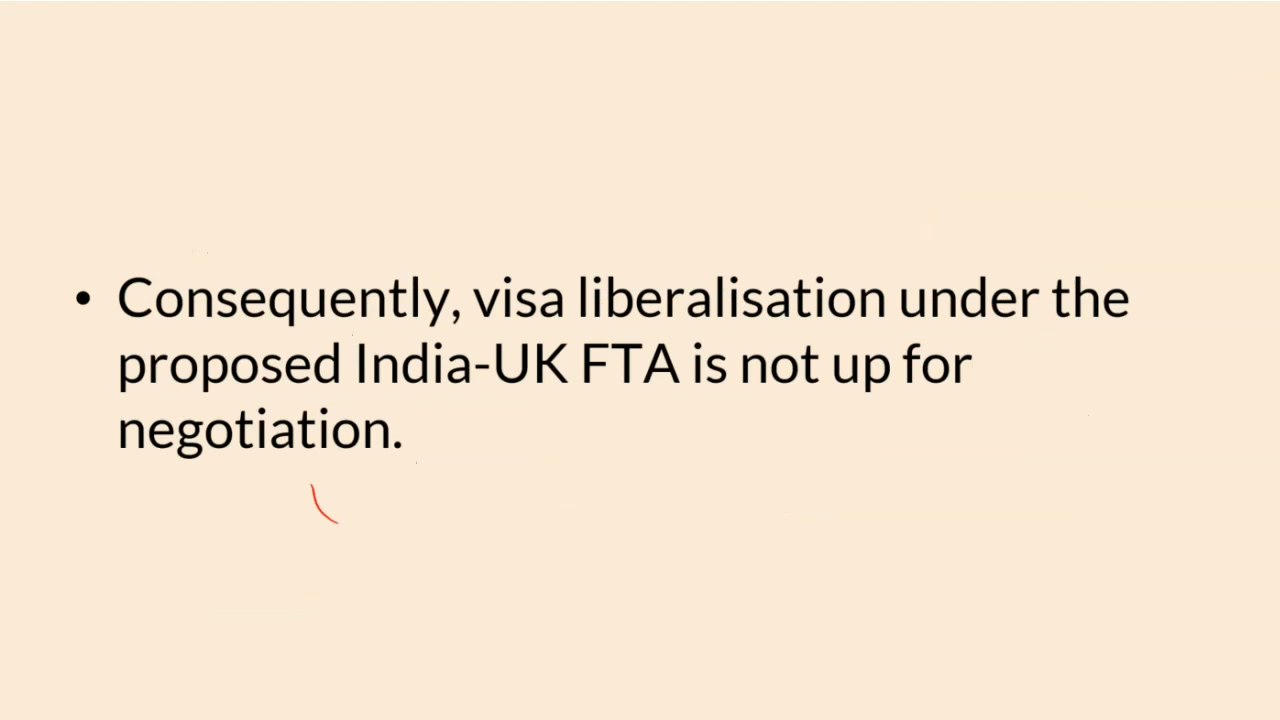 • Consequently, visa liberalisation under the
proposed India-UK FTA is not up for
negotiation.